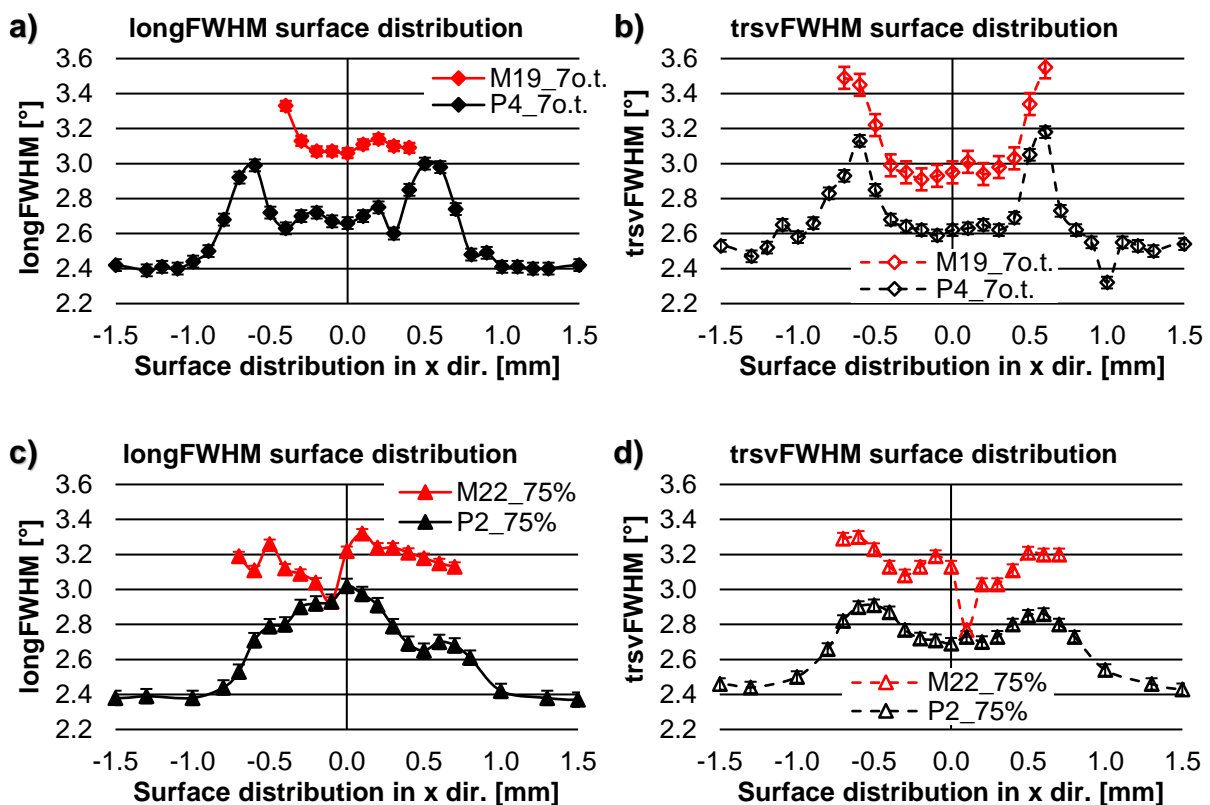 a)
longFWHM surface distribution
longFWHM [°]
3.6
3.4
3.2
3.0
2.8
2.6
2.4
2.2
M19_7o.t.
P4_7o.t.
-1.5 -1.0 -0.5 0.0 0.5 1.0 1.5
Surface distribution in x dir. [mm]
b)
trsvFWHM surface distribution
trsvFWHM [°]
3.6
3.4
3.2
3.0
2.8
2.6
2.4
2.2
M19_7o.t.
P4_7o.t.
-1.5 -1.0 -0.5 0.0 0.5 1.0 1.5
Surface distribution in x dir. [mm]
c)
longFWHM surface distribution
longFWHM [°]
3.6
3.4
3.2
3.0
2.8
2.6
2.4
2.2
M22_75%
P2_75%
-1.5 -1.0 -0.5 0.0 0.5 1.0 1.5
Surface distribution in x dir. [mm]
d)
trsvFWHM surface distribution
trsvFWHM [°]
3.6
3.4
3.2
3.0
2.8
2.6
2.4
2.2
M22_75%
P2_75%
-1.5 -1.0 -0.5 0.0 0.5 1.0 1.5
Surface distribution in x dir. [mm]